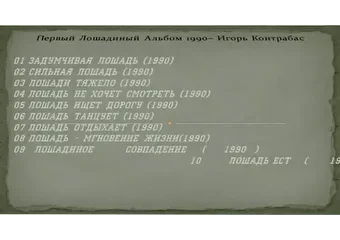 Первый Лошадиный Альбом 1990- Игорь Контрабас
01 ЗАДУМЧИВАЯ ЛОШАДЬ (1990)
02 СИЛЬНАЯ ЛОШАДЬ (1990)
03 ЛОШАДИ ТЯЖЕЛО (1990)
04 ЛОШАДЬ НЕ ХОЧЕТ СМОТРЕТЬ (1990)
05 ЛОШАДЬ ИЩЕТ ДОРОГУ (1990)
06 ЛОШАДЬ ТАНЦУЕТ (1990)
07 ЛОШАДЬ ОТДЫХАЕТ (1990)
08 ЛОШАДЬ - МГНОВЕНИЕ ЖИЗНИ(1990)
09 ЛОШАДИНОЕ СОВПАДЕНИЕ ( 1990 )
10 ЛОШАДЬ ЕСТ ( 19